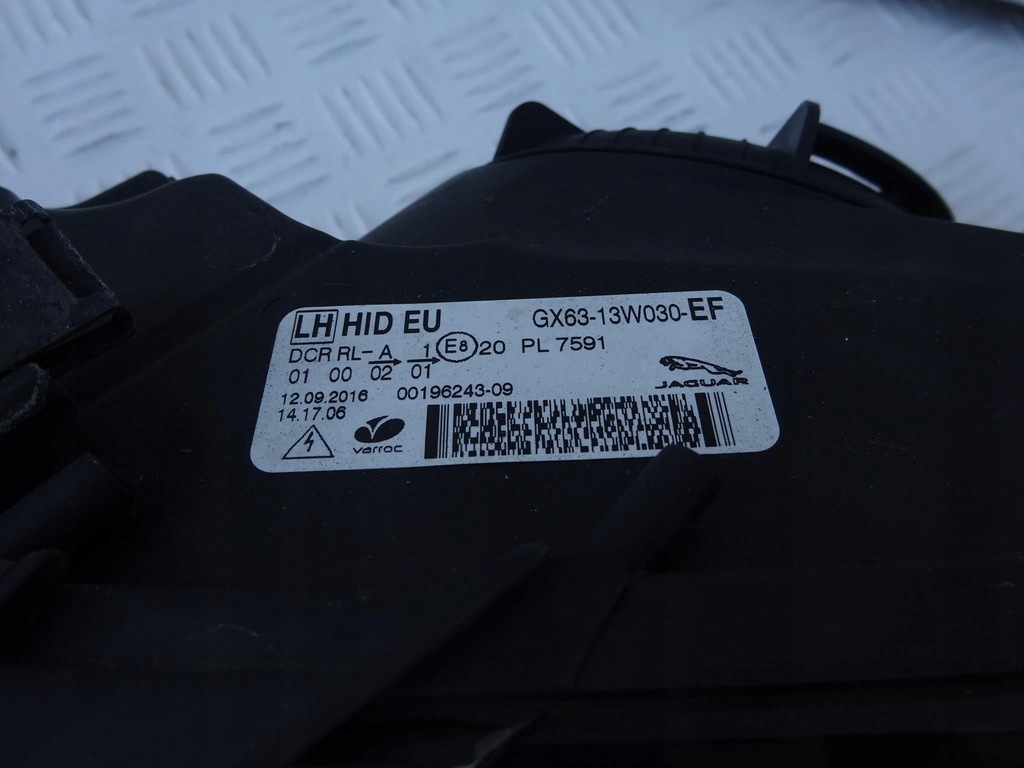 LH HID EU GX63-13W030-EF
DCR RL-A 1 E8 20 PL 7591
01 00 02 01
JAGUAR
12.09.2016 00196243-09
14.17.06
varroc